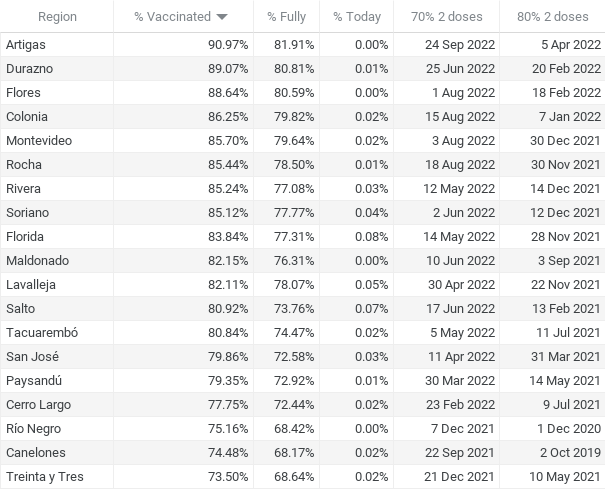 Region % Vaccinated % Fully % Today 70% 2 doses 80% 2 doses
Artigas 90.97% 81.91% 0.00% 24 Sep 2022 5 Apr 2022
Durazno 89.07% 80.81% 0.01% 25 Jun 2022 20 Feb 2022
Flores 88.64% 80.59% 0.00% 1 Aug 2022 18 Feb 2022
Colonia 86.25% 79.82% 0.02% 15 Aug 2022 7 Jan 2022
Montevideo 85.70% 79.64% 0.02% 3 Aug 2022 30 Dec 2021
Rocha 85.44% 78.50% 0.01% 18 Aug 2022 30 Nov 2021
Rivera 85.24% 77.08% 0.03% 12 May 2022 14 Dec 2021
Soriano 85.12% 77.77% 0.04% 2 Jun 2022 12 Dec 2021
Florida 83.84% 77.31% 0.08% 14 May 2022 28 Nov 2021
Maldonado 82.15% 76.31% 0.00% 10 Jun 2022 3 Sep 2021
Lavalleja 82.11% 78.07% 0.05% 30 Apr 2022 22 Nov 2021
Salto 80.92% 73.76% 0.07% 17 Jun 2022 13 Feb 2021
Tacuarembó 80.84% 74.47% 0.02% 5 May 2022 11 Jul 2021
San José 79.86% 72.58% 0.03% 11 Apr 2022 31 Mar 2021
Paysandú 79.35% 72.92% 0.01% 30 Mar 2022 14 May 2021
Cerro Largo 77.75% 72.44% 0.02% 23 Feb 2022 9 Jul 2021
Río Negro 75.16% 68.42% 0.00% 7 Dec 2021 1 Dec 2020
Canelones 74.48% 68.17% 0.02% 22 Sep 2021 2 Oct 2019
Treinta y Tres 73.50% 68.64% 0.02% 21 Dec 2021 10 May 2021